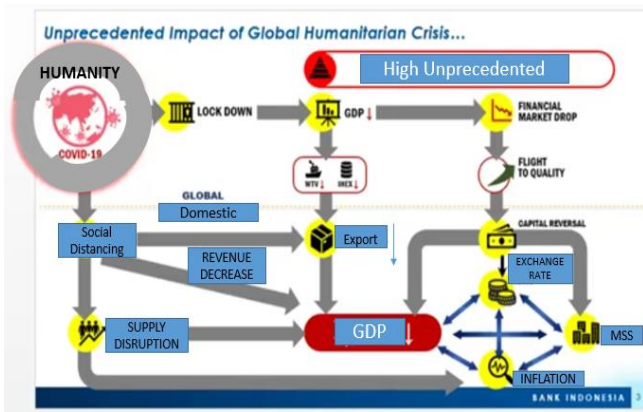 Unprecedented Impact of Global Humanitarian Crisis…
HUMANITY
High Unprecedented
COVID-19
LOCK DOWN
GDP ↓
FINANCIAL
MARKET DROP
WTV↓
FLIGHT
TO QUALITY
GLOBAL
Domestic
Social
Distancing
Export
CAPITAL REVERSAL
REVENUE
DECREASE
EXCHANGE
RATE
SUPPLY
DISRUPTION
GDP ↓
MSS
INFLATION
BANK INDONESIA
3